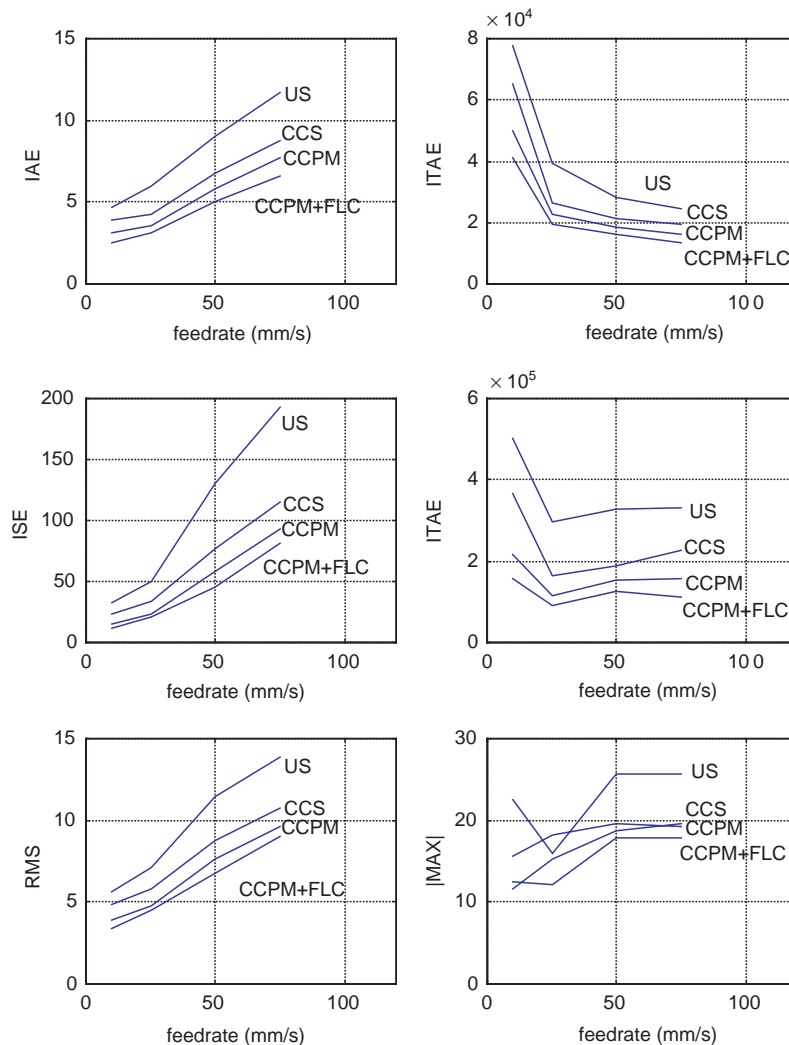 15
10
5
0
IAE
US
CCS
CCPM
CCPM+FLC
0 50 100
feedrate (mm/s)
× 10⁴
8
6
4
2
0
ITAE
US
CCS
CCPM
CCPM+FLC
0 50 10 0
feedrate (mm/s)
200
150
100
50
0
ISE
US
CCS
CCPM
CCPM+FLC
0 50 100
feedrate (mm/s)
× 10⁵
6
4
2
0
ITAE
US
CCS
CCPM
CCPM+FLC
0 50 10 0
feedrate (mm/s)
15
10
5
0
RMS
US
CCS
CCPM
CCPM+FLC
0 50 100
feedrate (mm/s)
30
20
10
0
|MAX|
US
CCS
CCPM
CCPM+FLC
0 50 100
feedrate (mm/s)